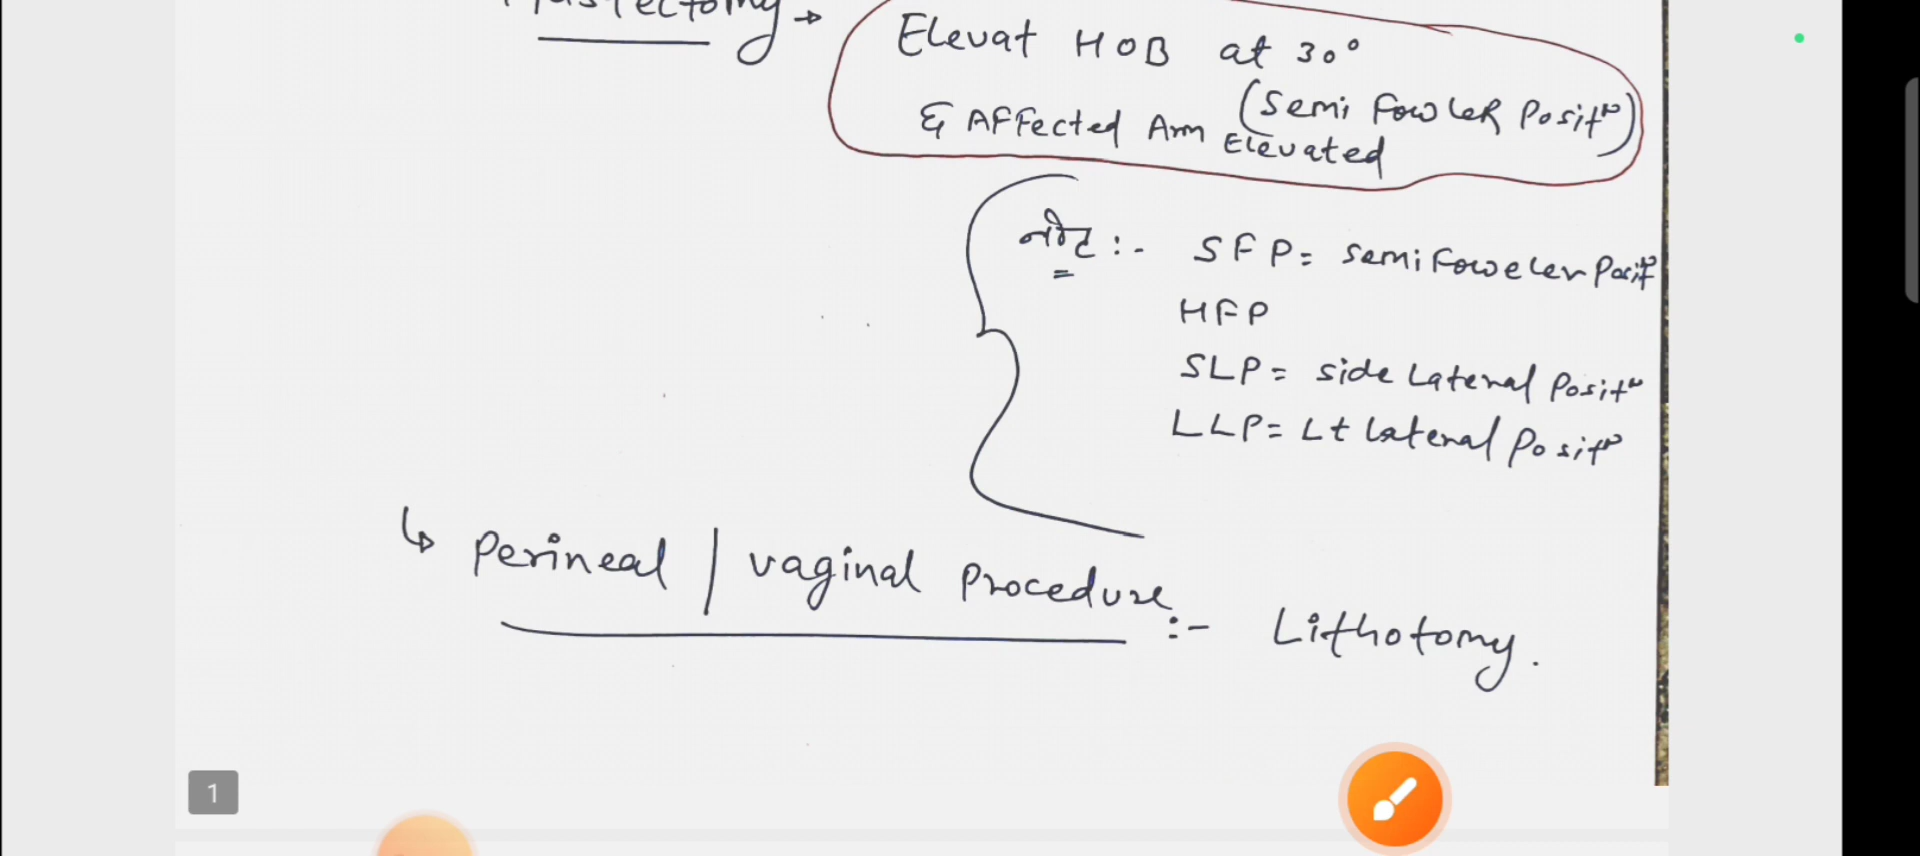 Mastectomy → Elevat HOB at 30°
(Semi Fowler Positn)
& Affected Arm Elevated
नोट :- SFP = semi Foweler Positn
HFP
SLP = side Lateral Positn
LLP = Lt lateral Positn
↳ Perineal / vaginal Procedure :- Lithotomy.
1